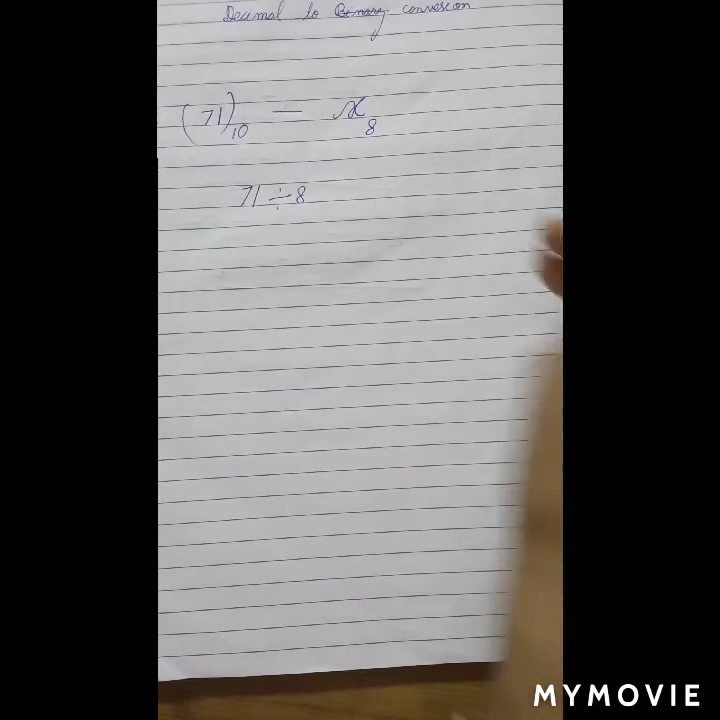 Decimal to Binary conversion
(71)10 = x8
71 ÷ 8
MYMOVIE